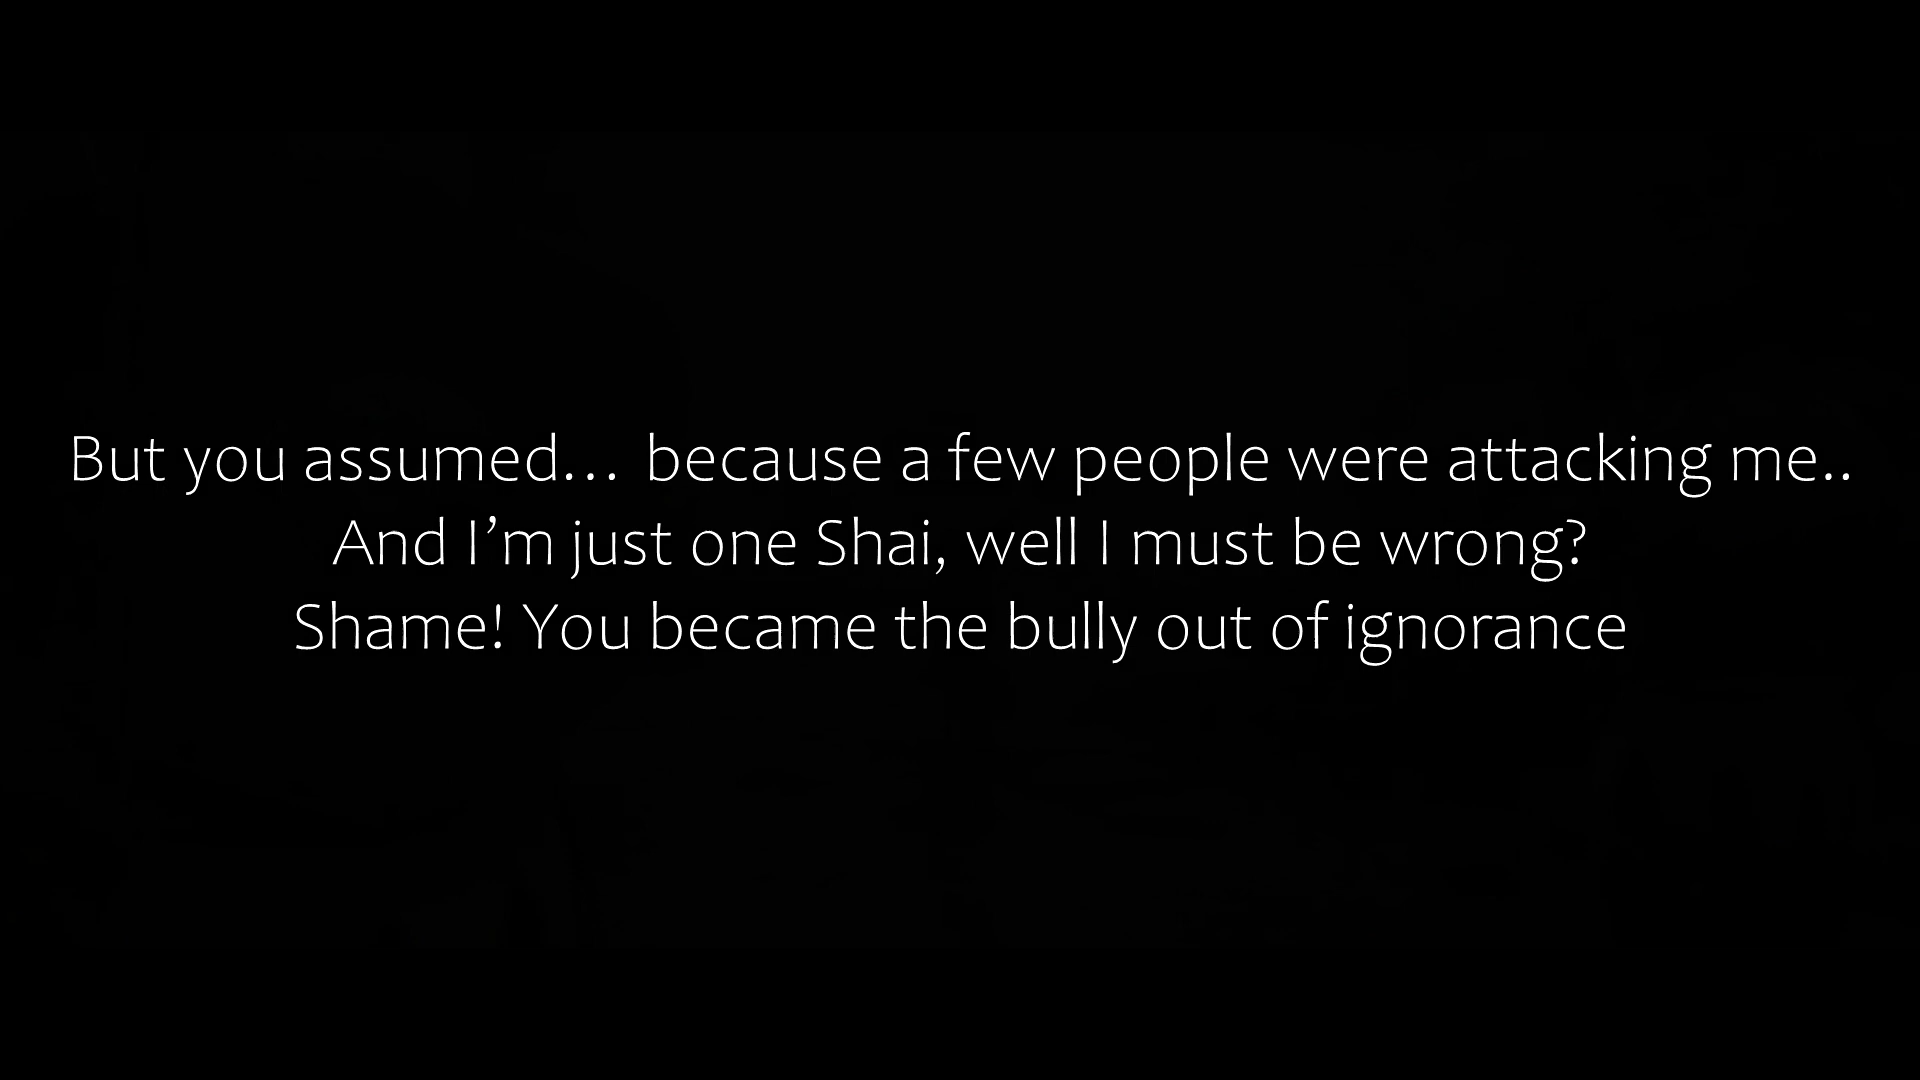 But you assumed... because a few people were attacking me..
And I’m just one Shai, well I must be wrong?
Shame! You became the bully out of ignorance